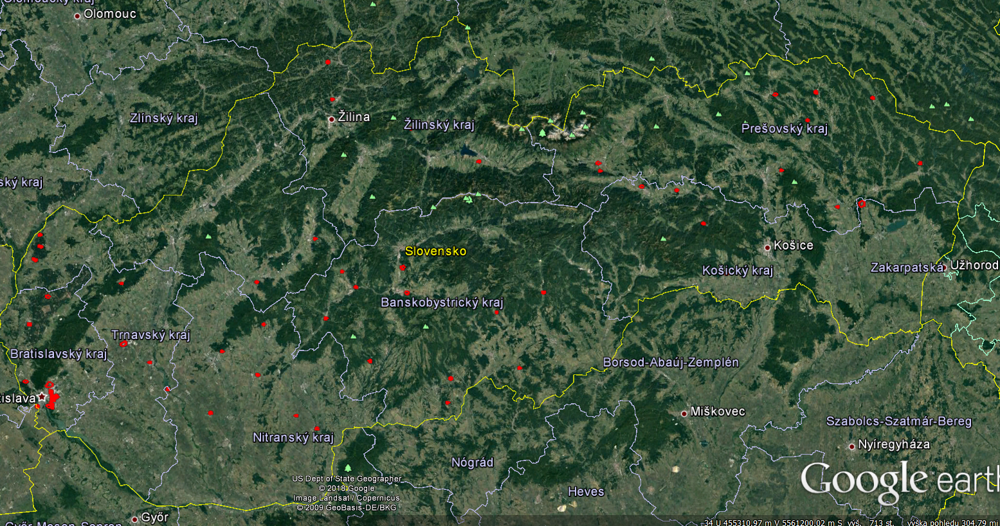 Olomoucký kraj
Olomouc
Zlínský kraj
Žilina
Žilinský kraj
Prešovský kraj
ský kraj
Slovensko
Košice
Košický kraj
Zakarpatská
Užhorod
Banskobystrický kraj
Trnavský kraj
Bratislavský kraj
Borsod-Abaúj-Zemplén
tislava
Miškovec
Szabolcs-Szatmár-Bereg
Nitranský kraj
Nyíregyháza
Nógrád
Google earth
US Dept of State Geographer
© 2018 Google
Image Landsat / Copernicus
© 2009 GeoBasis-DE/BKG
Heves
Győr
Győr-Moson-Sopron
34 U 455310.97 m V 5561200.02 m S výš. 713 st. výška pohledu 304.79 mi